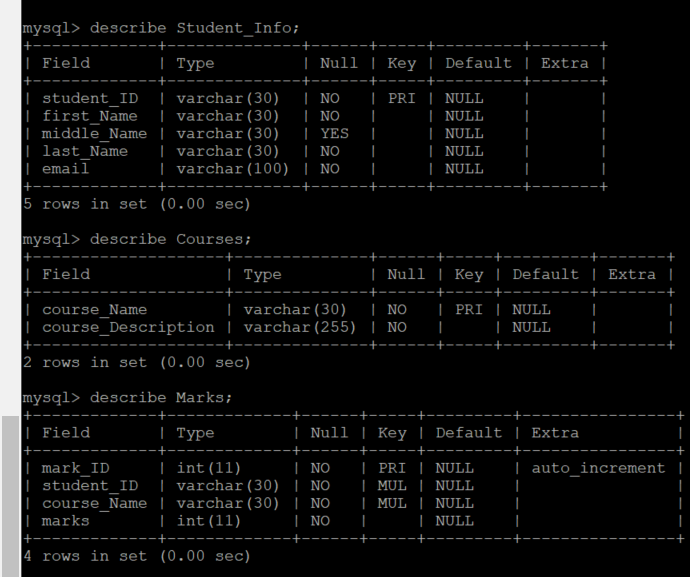 mysql> describe Student_Info;
+-------------+--------------+------+-----+---------+-------+
| Field       | Type         | Null | Key | Default | Extra |
+-------------+--------------+------+-----+---------+-------+
| student_ID  | varchar(30)  | NO   | PRI | NULL    |       |
| first_Name  | varchar(30)  | NO   |     | NULL    |       |
| middle_Name | varchar(30)  | YES  |     | NULL    |       |
| last_Name   | varchar(30)  | NO   |     | NULL    |       |
| email       | varchar(100) | NO   |     | NULL    |       |
+-------------+--------------+------+-----+---------+-------+
5 rows in set (0.00 sec)
mysql> describe Courses;
+--------------------+--------------+------+-----+---------+-------+
| Field              | Type         | Null | Key | Default | Extra |
+--------------------+--------------+------+-----+---------+-------+
| course_Name        | varchar(30)  | NO   | PRI | NULL    |       |
| course_Description | varchar(255) | NO   |     | NULL    |       |
+--------------------+--------------+------+-----+---------+-------+
2 rows in set (0.00 sec)
mysql> describe Marks;
+-------------+-------------+------+-----+---------+----------------+
| Field       | Type        | Null | Key | Default | Extra          |
+-------------+-------------+------+-----+---------+----------------+
| mark_ID     | int(11)     | NO   | PRI | NULL    | auto_increment |
| student_ID  | varchar(30) | NO   | MUL | NULL    |                |
| course_Name | varchar(30) | NO   | MUL | NULL    |                |
| marks       | int(11)     | NO   |     | NULL    |                |
+-------------+-------------+------+-----+---------+----------------+
4 rows in set (0.00 sec)